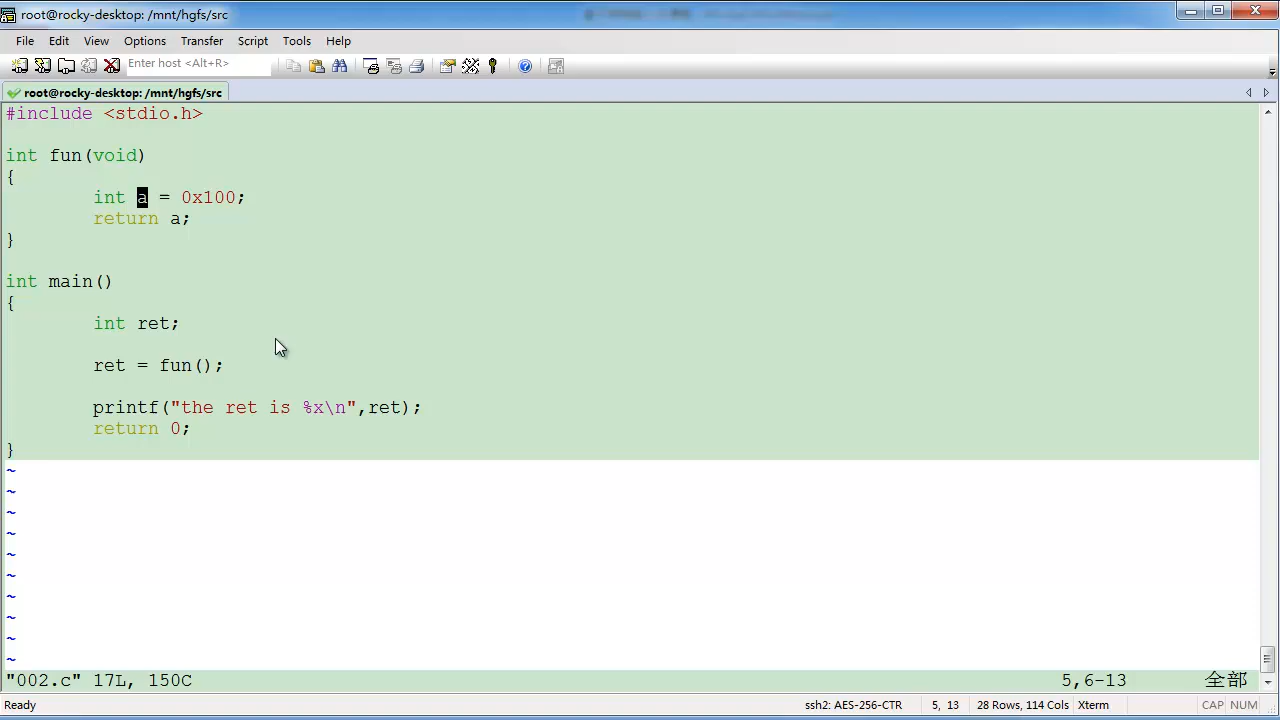 root@rocky-desktop: /mnt/hgfs/src
File Edit View Options Transfer Script Tools Help
Enter host <Alt+R>
root@rocky-desktop: /mnt/hgfs/src
#include <stdio.h>
int fun(void)
{
int a = 0x100;
return a;
}
int main()
{
int ret;
ret = fun();
printf("the ret is %x\n",ret);
return 0;
}
~
~
~
~
~
~
~
~
~
~
"002.c" 17L, 150C 5,6-13 全部
Ready ssh2: AES-256-CTR 5, 13 28 Rows, 114 Cols Xterm CAP NUM